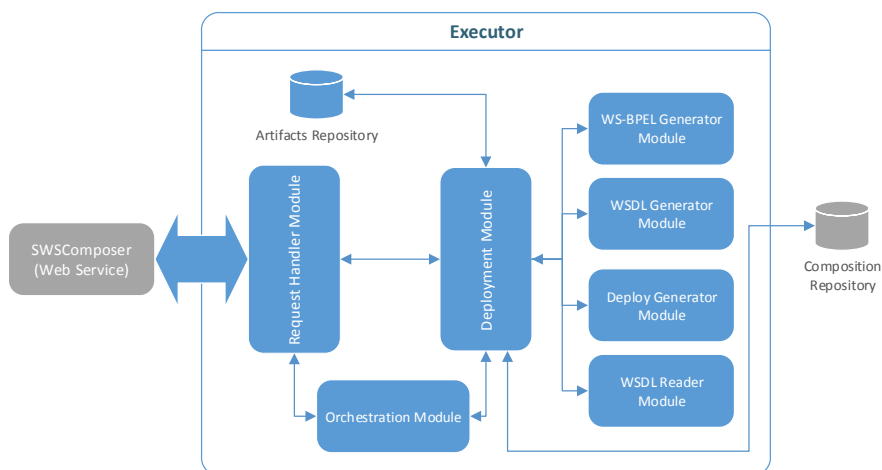 Executor
Artifacts Repository
WS-BPEL Generator
Module
WSDL Generator
Module
Deploy Generator
Module
WSDL Reader
Module
Request Handler Module
Deployment Module
Orchestration Module
SWSComposer
(Web Service)
Composition
Repository